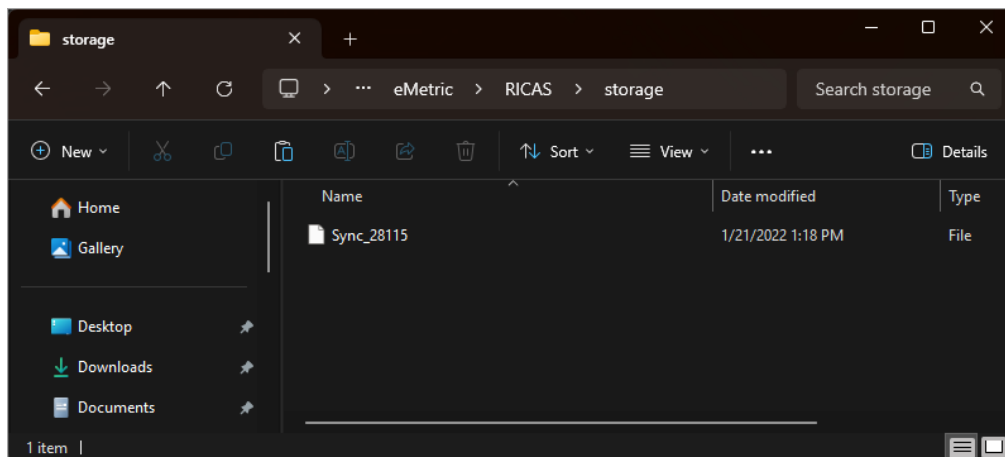 storage
eMetric > RICAS > storage
Search storage
New
Sort
View
Details
Name
Date modified
Type
Home
Sync_28115
1/21/2022 1:18 PM
File
Gallery
Desktop
Downloads
Documents
1 item